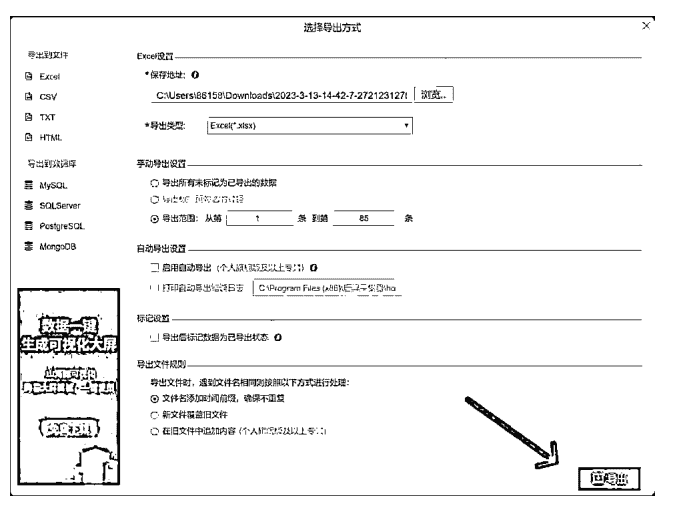 选择导出方式
×
导出到文件
Excel
CSV
TXT
HTML
导出到数据库
MySQL
SQLServer
PostgreSQL
MongoDB
数据一键
生成可视化大屏
Excel设置
*保存地址:
C:\Users\86158\Downloads\2023-3-13-14-42-7-272123127(
浏览..
*导出类型: Excel(*.xlsx)
手动导出设置
导出所有未标记为已导出的数据
导出范围: 从第 1 条 到第 85 条
自动导出设置
启用自动导出
打印自动导出
C:\Program Files (x86)\
标记设置
导出后标记数据为已导出状态
导出文件规则
导出文件时, 遇到文件名相同则按照以下方式进行处理:
文件名添加时间前缀, 确保不重复
新文件覆盖旧文件
在旧文件中追加内容
导出